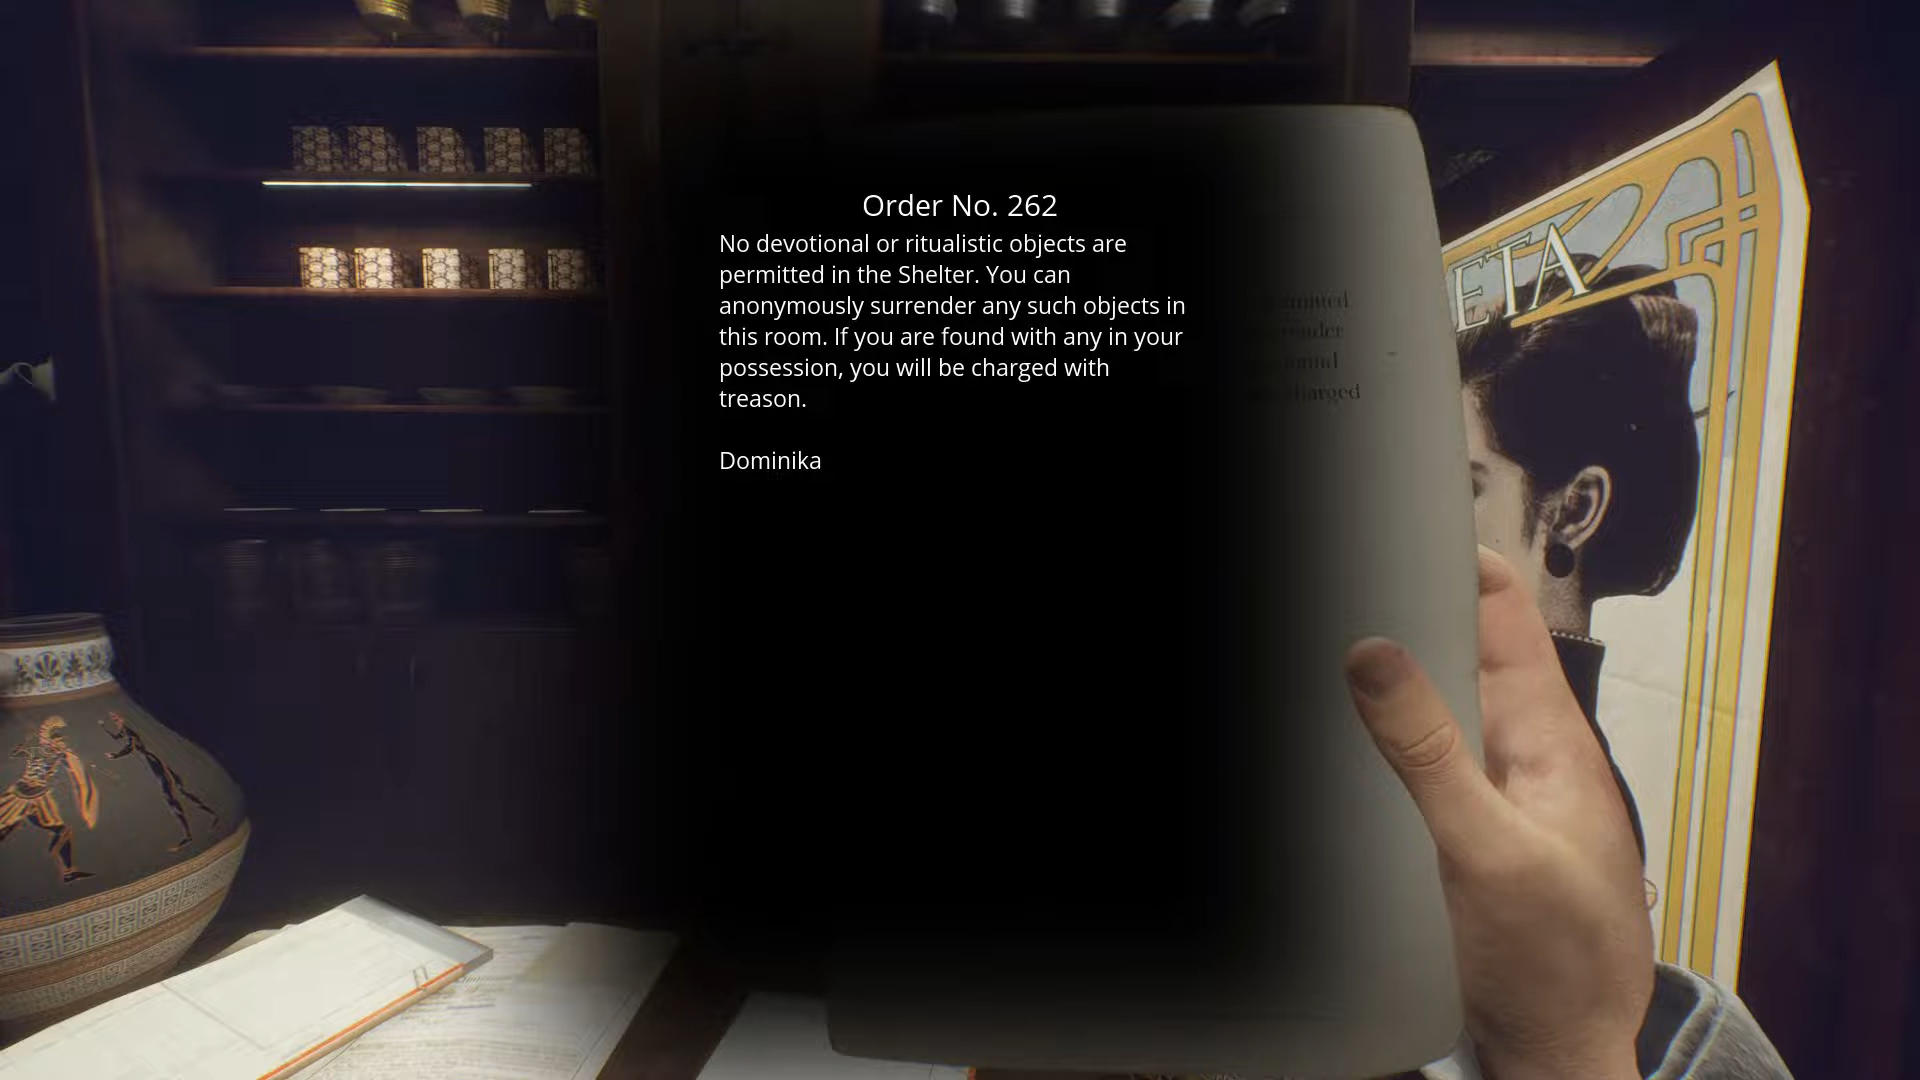 Order No. 262
No devotional or ritualistic objects are
permitted in the Shelter. You can
anonymously surrender any such objects in
this room. If you are found with any in your
possession, you will be charged with
treason.
Dominika